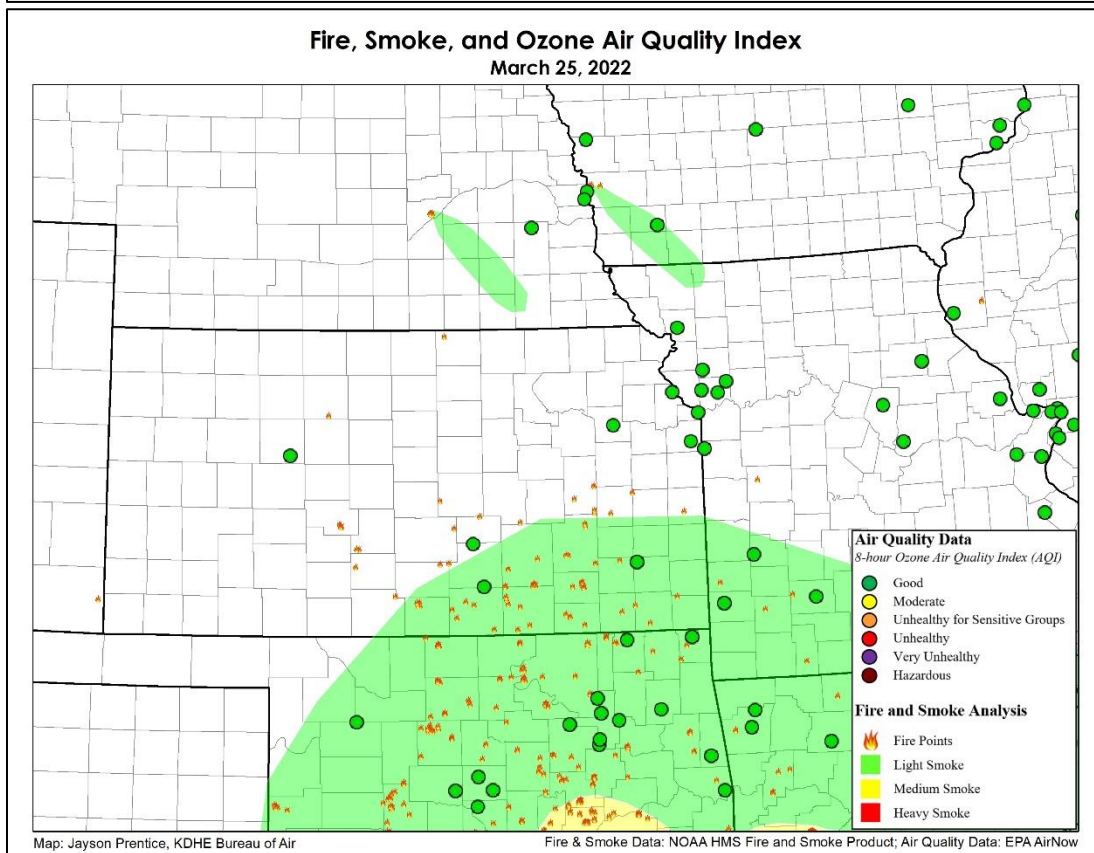 Fire, Smoke, and Ozone Air Quality Index
March 25, 2022
Air Quality Data
8-hour Ozone Air Quality Index (AQI)
Good
Moderate
Unhealthy for Sensitive Groups
Unhealthy
Very Unhealthy
Hazardous
Fire and Smoke Analysis
Fire Points
Light Smoke
Medium Smoke
Heavy Smoke
Map: Jayson Prentice, KDHE Bureau of Air
Fire & Smoke Data: NOAA HMS Fire and Smoke Product; Air Quality Data: EPA AirNow